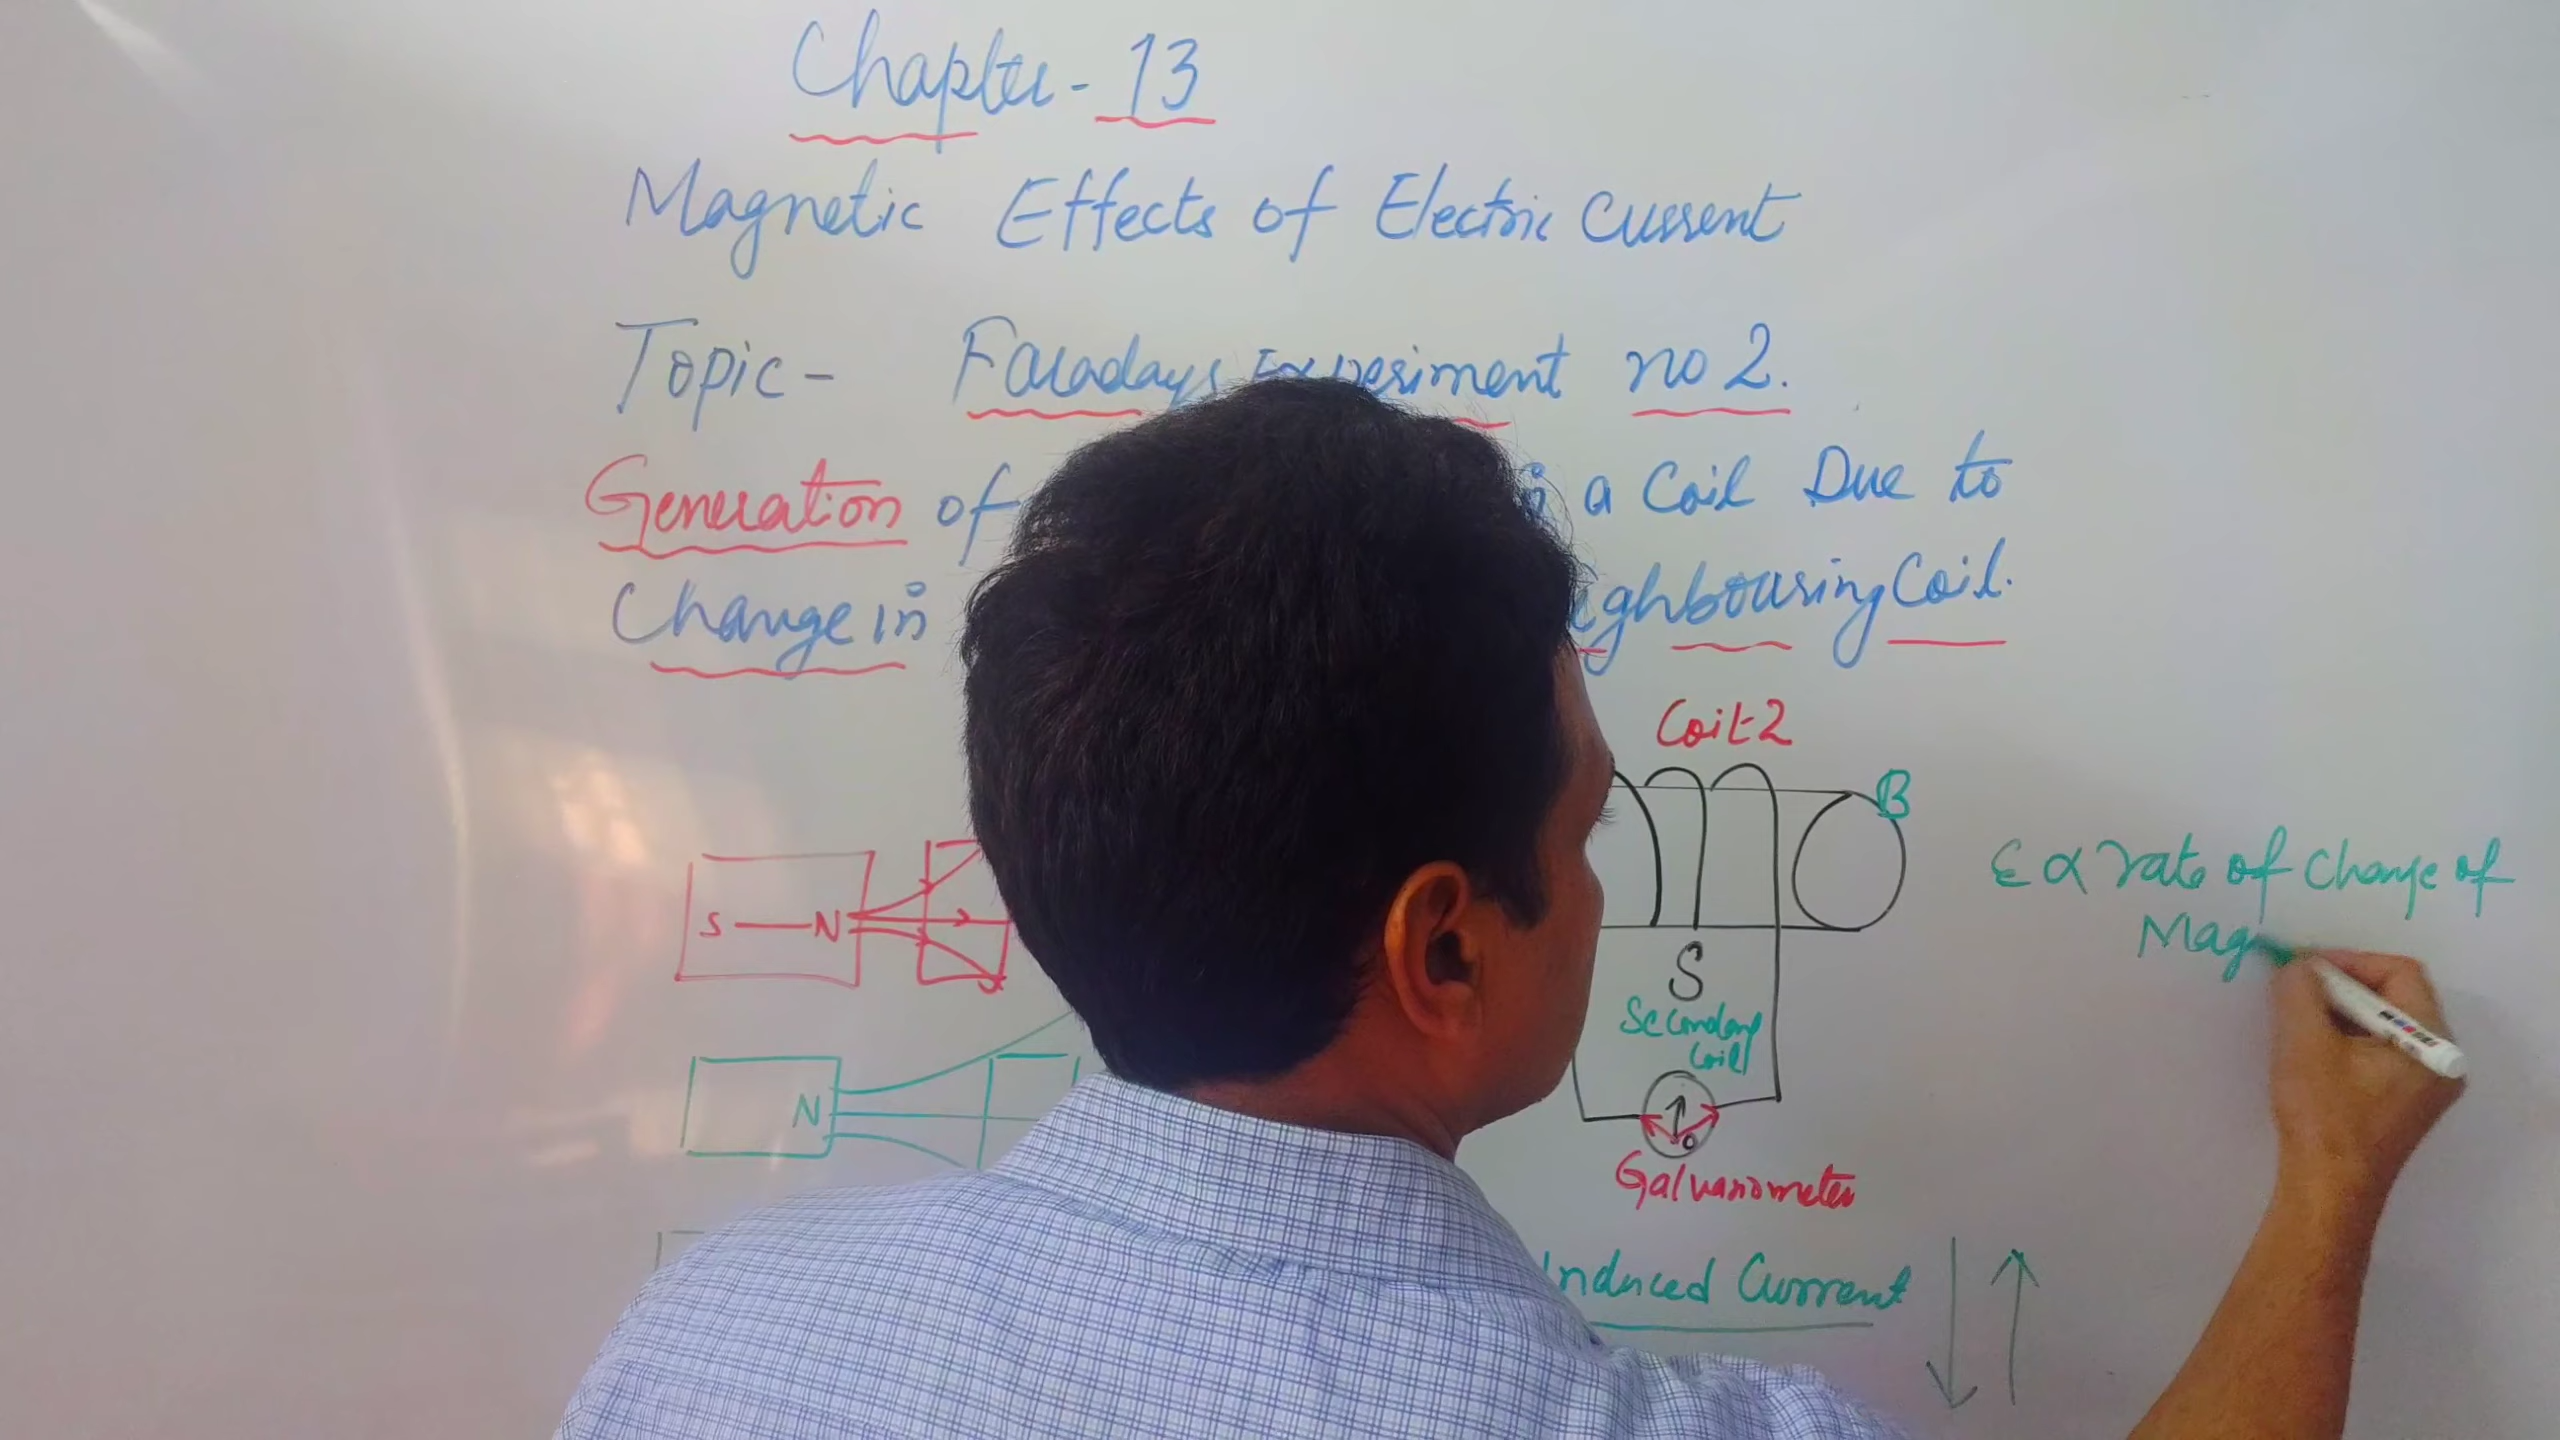 Chapter - 13
Magnetic Effects of Electric Current
Topic - Faradays Experiment no 2.
Generation of a Coil Due to
Change in Coil.
Coil-2
B
S N
S
Secondary
Coil
N
0
Galvanometer
Induced Current
ε α rate of Change of
Mag